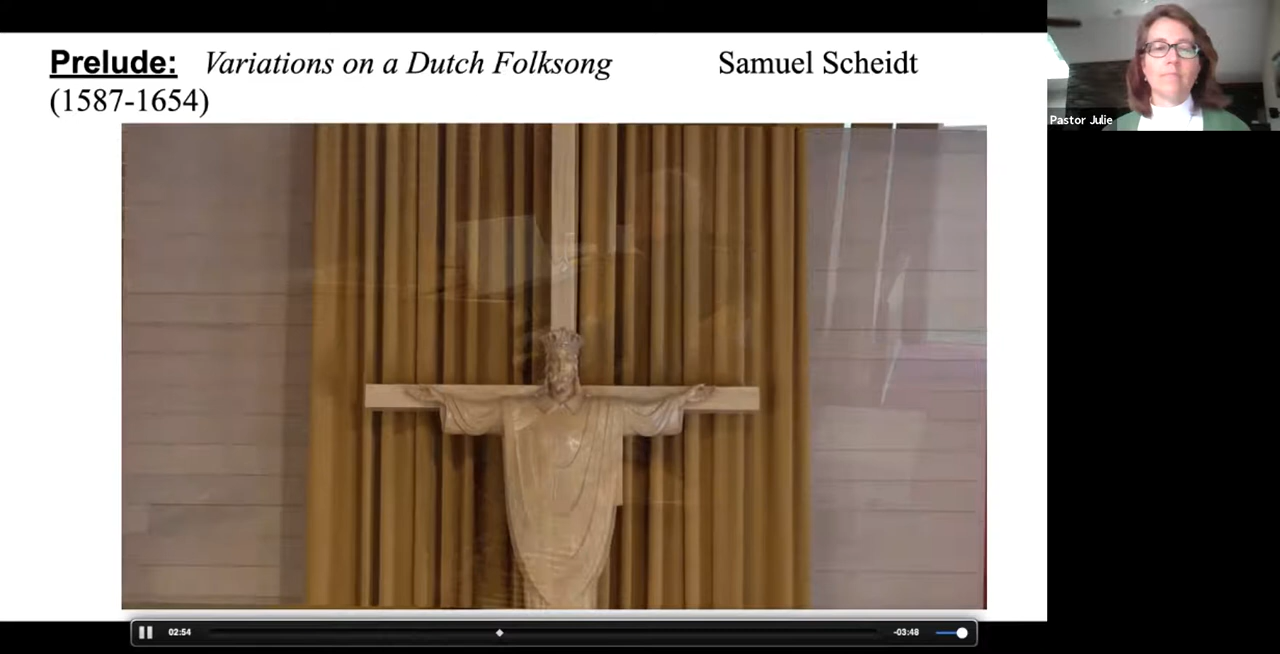 Prelude: Variations on a Dutch Folksong Samuel Scheidt
(1587-1654)
Pastor Julie
02:54 -03:48